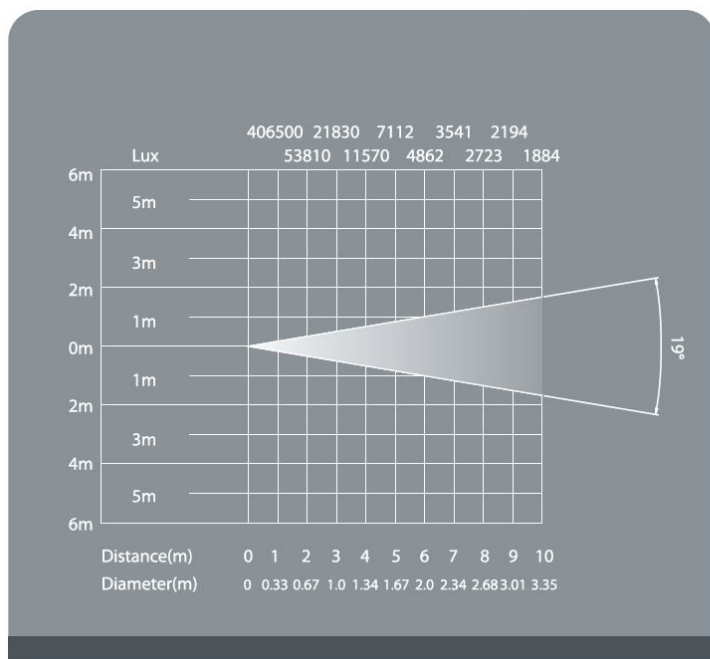 406500 21830 7112 3541 2194
Lux 53810 11570 4862 2723 1884
6m
5m
4m
3m
2m
1m
0m
1m
2m
3m
4m
5m
6m
19°
Distance(m) 0 1 2 3 4 5 6 7 8 9 10
Diameter(m) 0 0.33 0.67 1.0 1.34 1.67 2.0 2.34 2.68 3.01 3.35